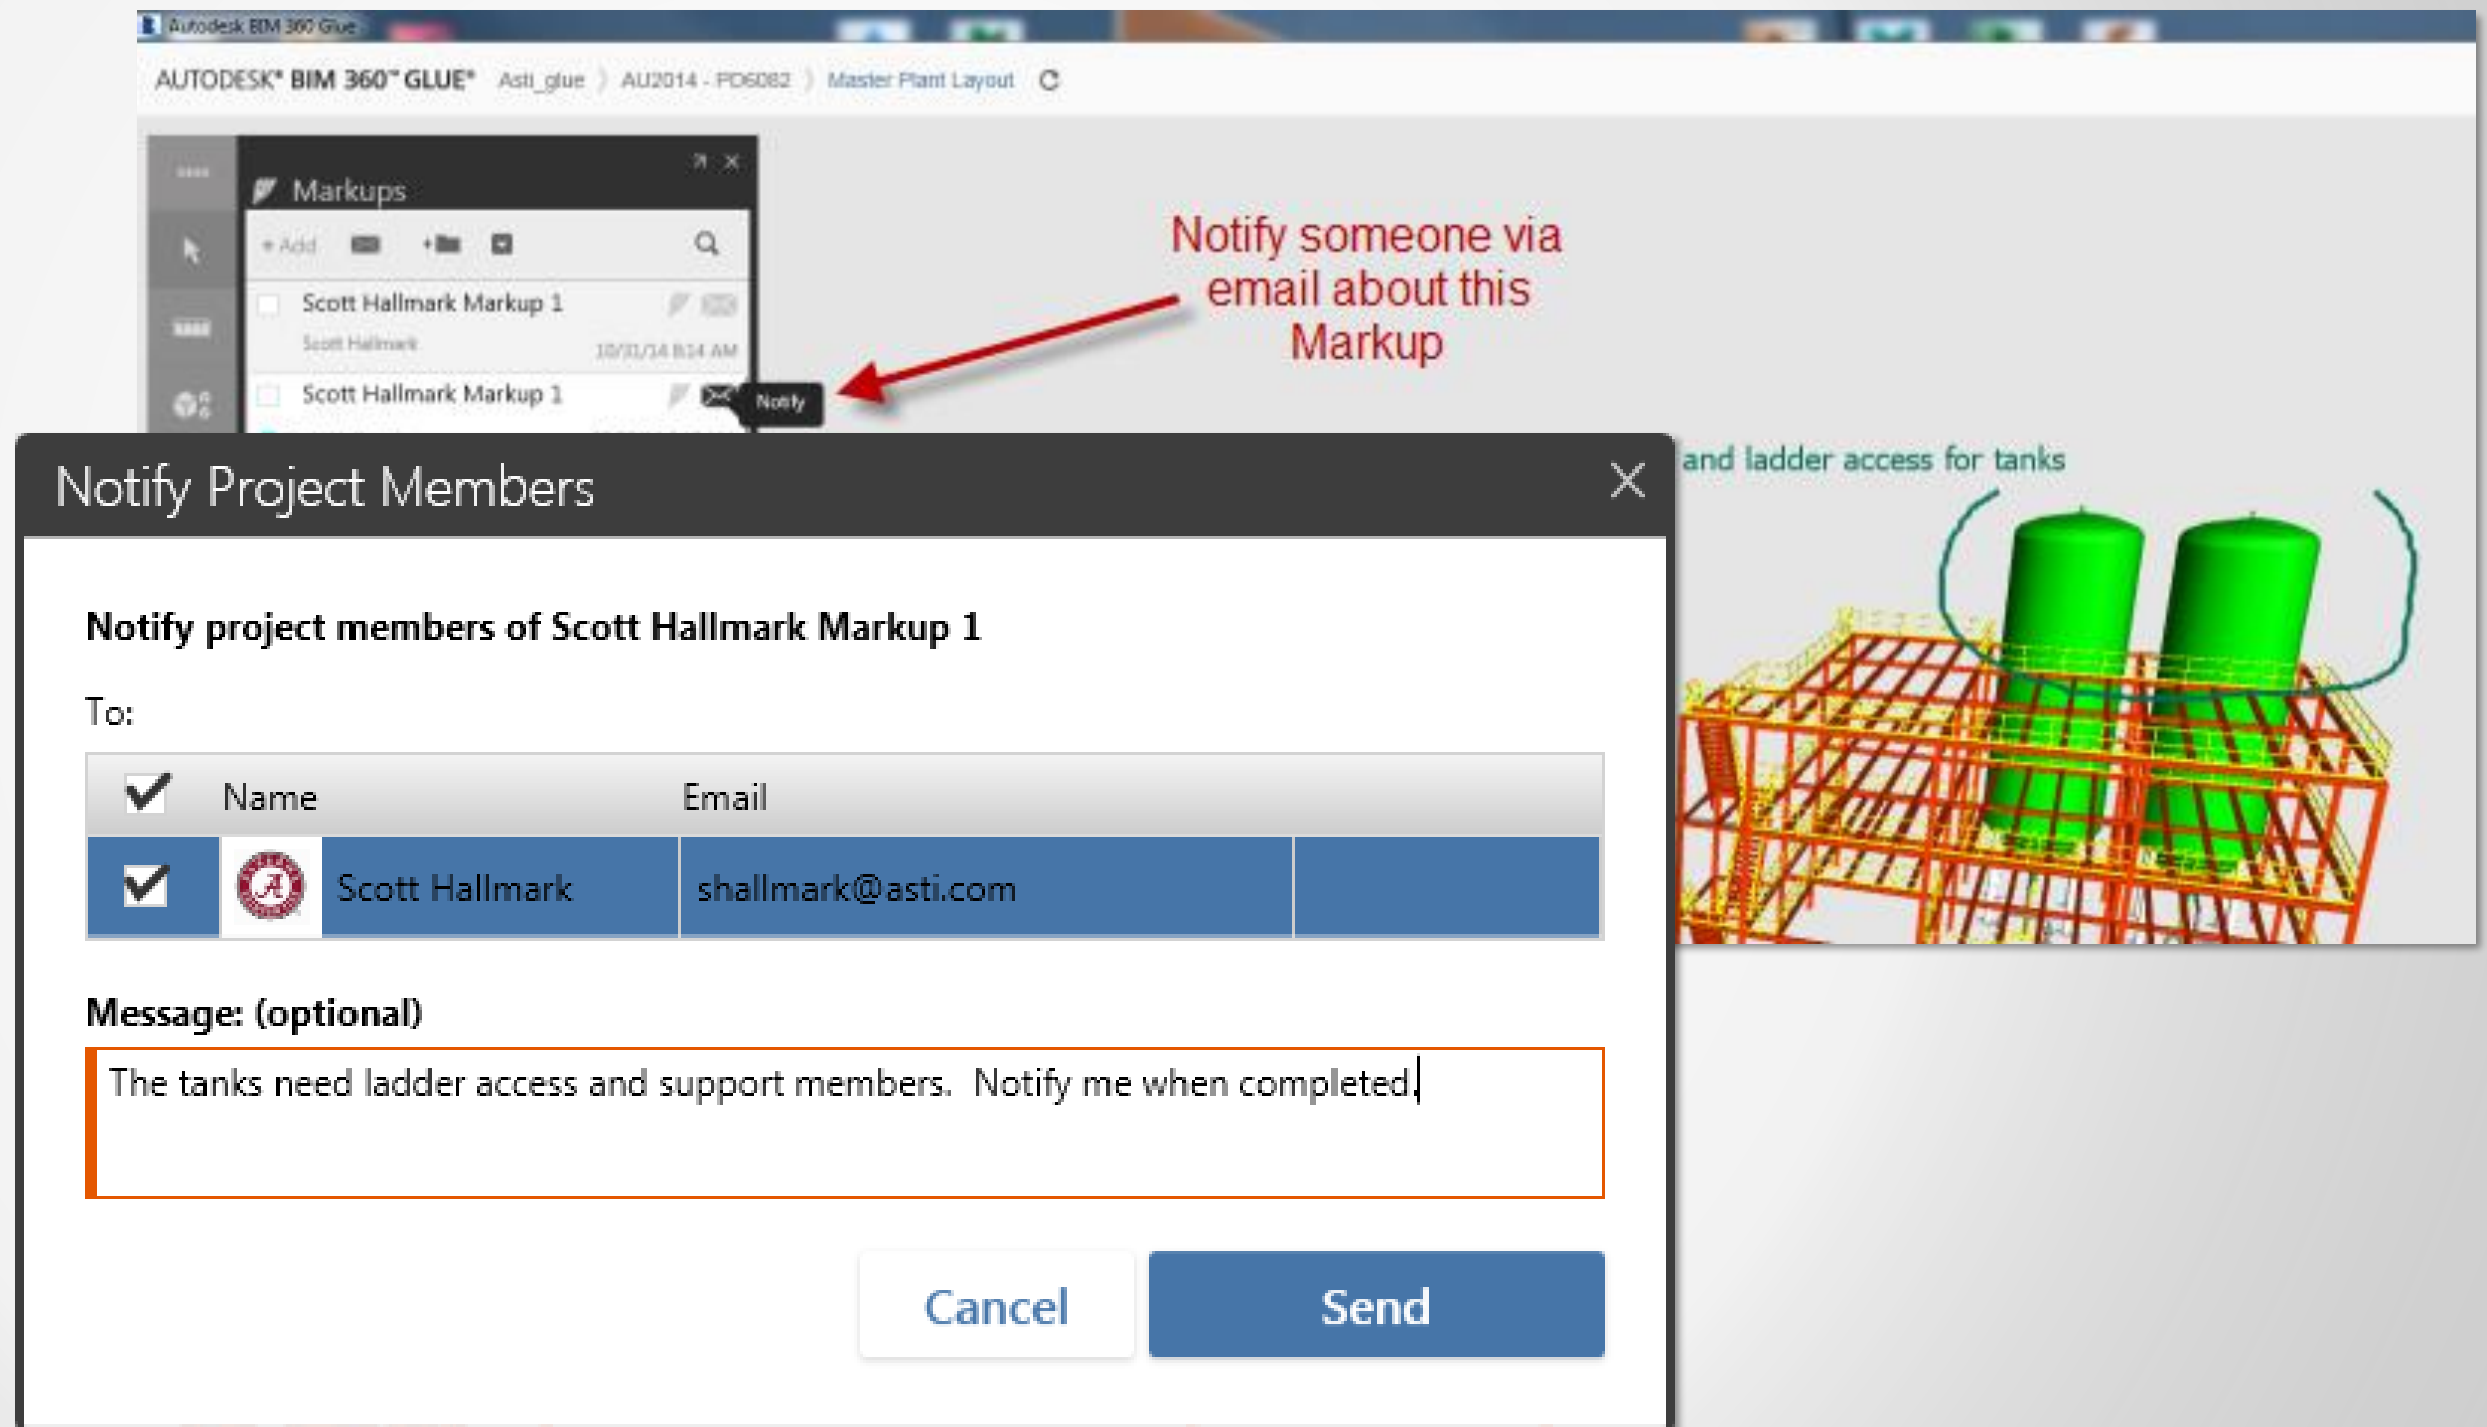 Autodesk BIM 360 Glue
AUTODESK® BIM 360™ GLUE® Asti_glue 〉 AU2014 - PD6082 〉 Master Plant Layout
Markups
+ Add
Scott Hallmark Markup 1
Scott Hallmark
10/31/14 8:14 AM
Scott Hallmark Markup 1
Notify
Notify someone via
email about this
Markup
and ladder access for tanks
Notify Project Members
Notify project members of Scott Hallmark Markup 1
To:
Name Email
A
Scott Hallmark shallmark@asti.com
Message: (optional)
The tanks need ladder access and support members.  Notify me when completed.
Cancel Send